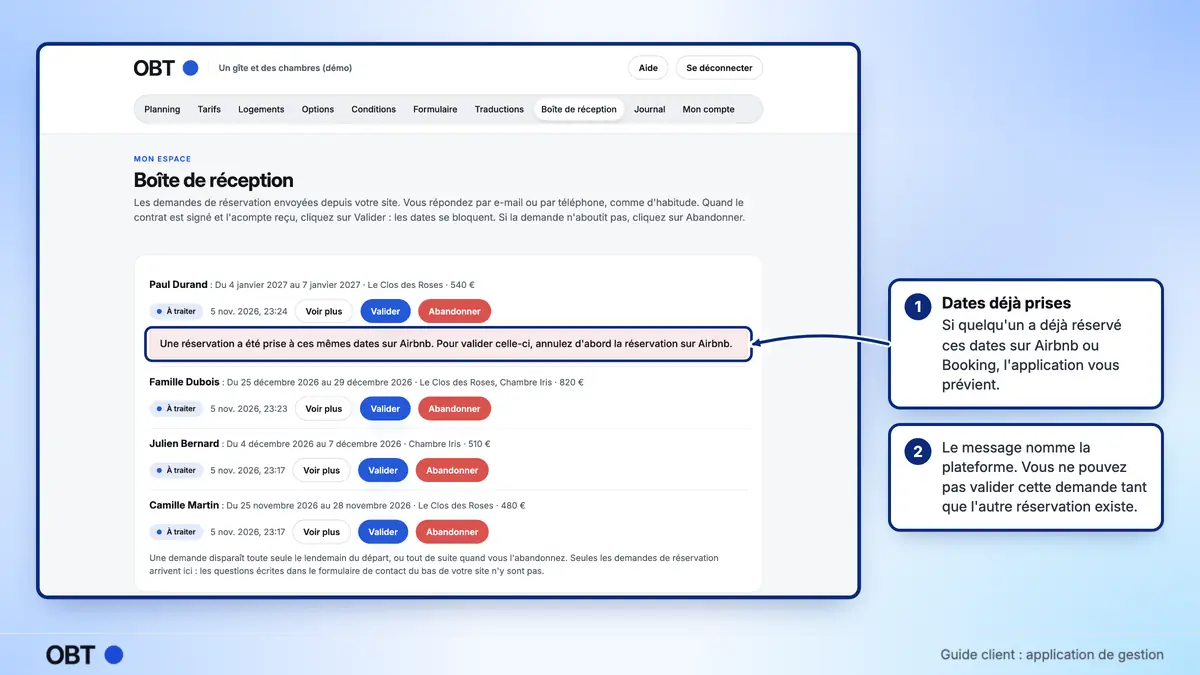 OBT
Un gîte et des chambres (démo)
Aide
Se déconnecter
Planning
Tarifs
Logements
Options
Conditions
Formulaire
Traductions
Boîte de réception
Journal
Mon compte
MON ESPACE
Boîte de réception
Les demandes de réservation envoyées depuis votre site. Vous répondez par e-mail ou par téléphone, comme d'habitude. Quand le
contrat est signé et l'acompte reçu, cliquez sur Valider : les dates se bloquent. Si la demande n'aboutit pas, cliquez sur Abandonner.
Paul Durand : Du 4 janvier 2027 au 7 janvier 2027 · Le Clos des Roses · 540 €
À traiter 5 nov. 2026, 23:24 Voir plus Valider Abandonner
Une réservation a été prise à ces mêmes dates sur Airbnb. Pour valider celle-ci, annulez d'abord la réservation sur Airbnb.
Famille Dubois : Du 25 décembre 2026 au 29 décembre 2026 · Le Clos des Roses, Chambre Iris · 820 €
À traiter 5 nov. 2026, 23:23 Voir plus Valider Abandonner
Julien Bernard : Du 4 décembre 2026 au 7 décembre 2026 · Chambre Iris · 510 €
À traiter 5 nov. 2026, 23:17 Voir plus Valider Abandonner
Camille Martin : Du 25 novembre 2026 au 28 novembre 2026 · Le Clos des Roses · 480 €
À traiter 5 nov. 2026, 23:17 Voir plus Valider Abandonner
Une demande disparaît toute seule le lendemain du départ, ou tout de suite quand vous l'abandonnez. Seules les demandes de réservation
arrivent ici : les questions écrites dans le formulaire de contact du bas de votre site n'y sont pas.
1 Dates déjà prises
Si quelqu'un a déjà réservé
ces dates sur Airbnb ou
Booking, l'application vous
prévient.
2 Le message nomme la
plateforme. Vous ne pouvez
pas valider cette demande tant
que l'autre réservation existe.
OBT
Guide client : application de gestion